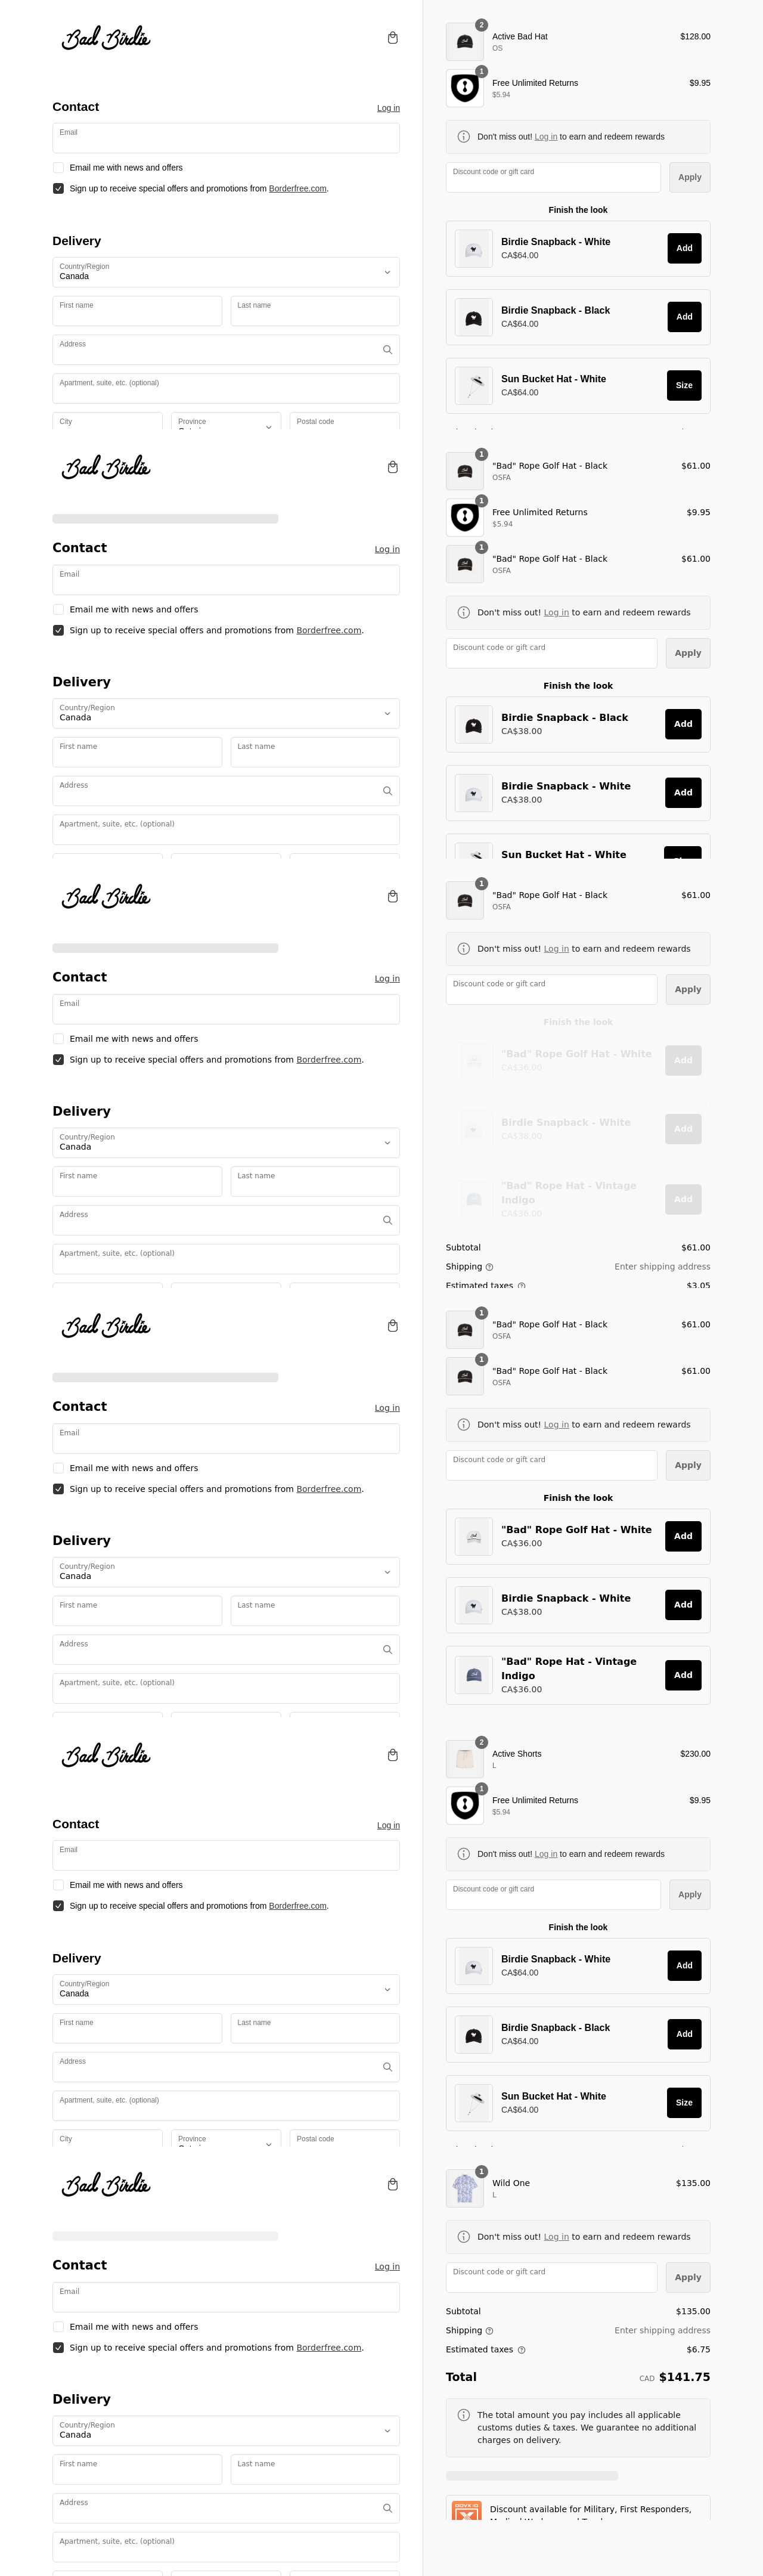 Bad Birdie
Contact
Log in
Email
Email me with news and offers
Sign up to receive special offers and promotions from Borderfree.com.
Delivery
Country/Region
Canada
First name
Last name
Address
Apartment, suite, etc. (optional)
City
Province
Postal code
2
Active Bad Hat
$128.00
OS
1
Free Unlimited Returns
$9.95
$5.94
Don't miss out! Log in to earn and redeem rewards
Discount code or gift card
Apply
Finish the look
Birdie Snapback - White
CA$64.00
Add
Birdie Snapback - Black
CA$64.00
Add
Sun Bucket Hat - White
CA$64.00
Size
Bad Birdie
Contact
Log in
Email
Email me with news and offers
Sign up to receive special offers and promotions from Borderfree.com.
Delivery
Country/Region
Canada
First name
Last name
Address
Apartment, suite, etc. (optional)
1
"Bad" Rope Golf Hat - Black
$61.00
OSFA
1
Free Unlimited Returns
$9.95
$5.94
1
"Bad" Rope Golf Hat - Black
$61.00
OSFA
Don't miss out! Log in to earn and redeem rewards
Discount code or gift card
Apply
Finish the look
Birdie Snapback - Black
CA$38.00
Add
Birdie Snapback - White
CA$38.00
Add
Sun Bucket Hat - White
Bad Birdie
Contact
Log in
Email
Email me with news and offers
Sign up to receive special offers and promotions from Borderfree.com.
Delivery
Country/Region
Canada
First name
Last name
Address
Apartment, suite, etc. (optional)
1
"Bad" Rope Golf Hat - Black
$61.00
OSFA
Don't miss out! Log in to earn and redeem rewards
Discount code or gift card
Apply
Finish the look
"Bad" Rope Golf Hat - White
CA$36.00
Add
Birdie Snapback - White
CA$38.00
Add
"Bad" Rope Hat - Vintage
Indigo
CA$36.00
Add
Subtotal
$61.00
Shipping
Enter shipping address
Estimated taxes
$3.05
Bad Birdie
Contact
Log in
Email
Email me with news and offers
Sign up to receive special offers and promotions from Borderfree.com.
Delivery
Country/Region
Canada
First name
Last name
Address
Apartment, suite, etc. (optional)
1
"Bad" Rope Golf Hat - Black
$61.00
OSFA
1
"Bad" Rope Golf Hat - Black
$61.00
OSFA
Don't miss out! Log in to earn and redeem rewards
Discount code or gift card
Apply
Finish the look
"Bad" Rope Golf Hat - White
CA$36.00
Add
Birdie Snapback - White
CA$38.00
Add
"Bad" Rope Hat - Vintage
Indigo
CA$36.00
Add
Bad Birdie
Contact
Log in
Email
Email me with news and offers
Sign up to receive special offers and promotions from Borderfree.com.
Delivery
Country/Region
Canada
First name
Last name
Address
Apartment, suite, etc. (optional)
City
Province
Postal code
2
Active Shorts
$230.00
L
1
Free Unlimited Returns
$9.95
$5.94
Don't miss out! Log in to earn and redeem rewards
Discount code or gift card
Apply
Finish the look
Birdie Snapback - White
CA$64.00
Add
Birdie Snapback - Black
CA$64.00
Add
Sun Bucket Hat - White
CA$64.00
Size
Bad Birdie
Contact
Log in
Email
Email me with news and offers
Sign up to receive special offers and promotions from Borderfree.com.
Delivery
Country/Region
Canada
First name
Last name
Address
Apartment, suite, etc. (optional)
1
Wild One
$135.00
L
Don't miss out! Log in to earn and redeem rewards
Discount code or gift card
Apply
Subtotal
$135.00
Shipping
Enter shipping address
Estimated taxes
$6.75
Total
CAD $141.75
The total amount you pay includes all applicable
customs duties & taxes. We guarantee no additional
charges on delivery.
Discount available for Military, First Responders,